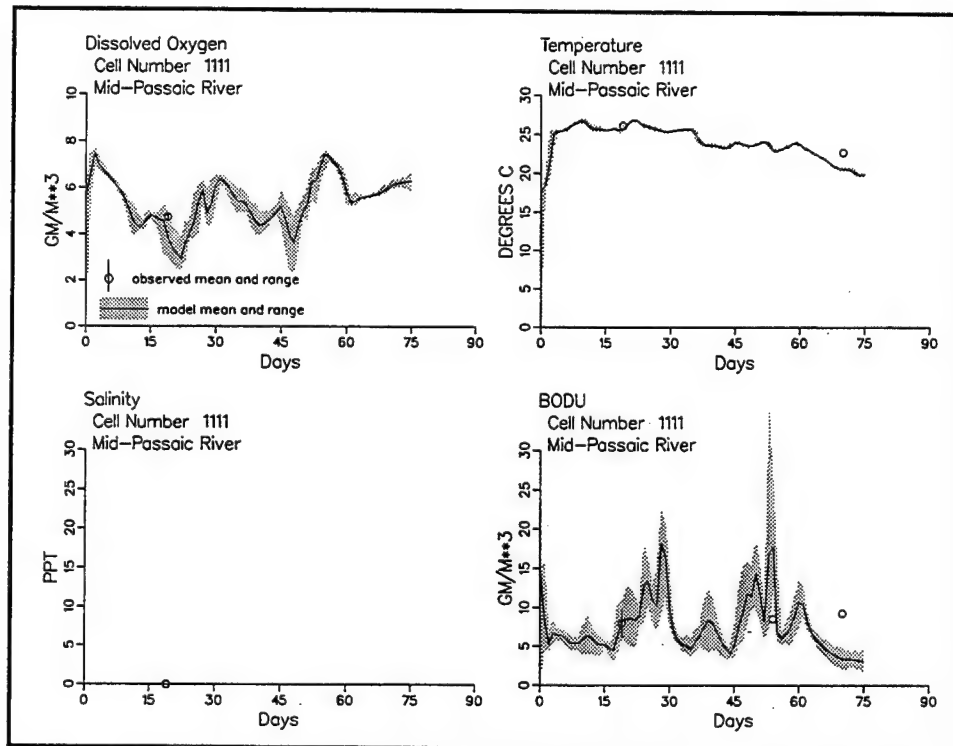 Dissolved Oxygen
Cell Number 1111
Mid-Passaic River
10
8
6
4
2
0
GM/M**3
observed mean and range
model mean and range
0 15 30 45 60 75 90
Days
Temperature
Cell Number 1111
Mid-Passaic River
30
25
20
15
10
5
0
DEGREES C
0 15 30 45 60 75 90
Days
Salinity
Cell Number 1111
Mid-Passaic River
30
25
20
15
10
5
0
PPT
0 15 30 45 60 75 90
Days
BODU
Cell Number 1111
Mid-Passaic River
30
25
20
15
10
5
0
GM/M**3
0 15 30 45 60 75 90
Days